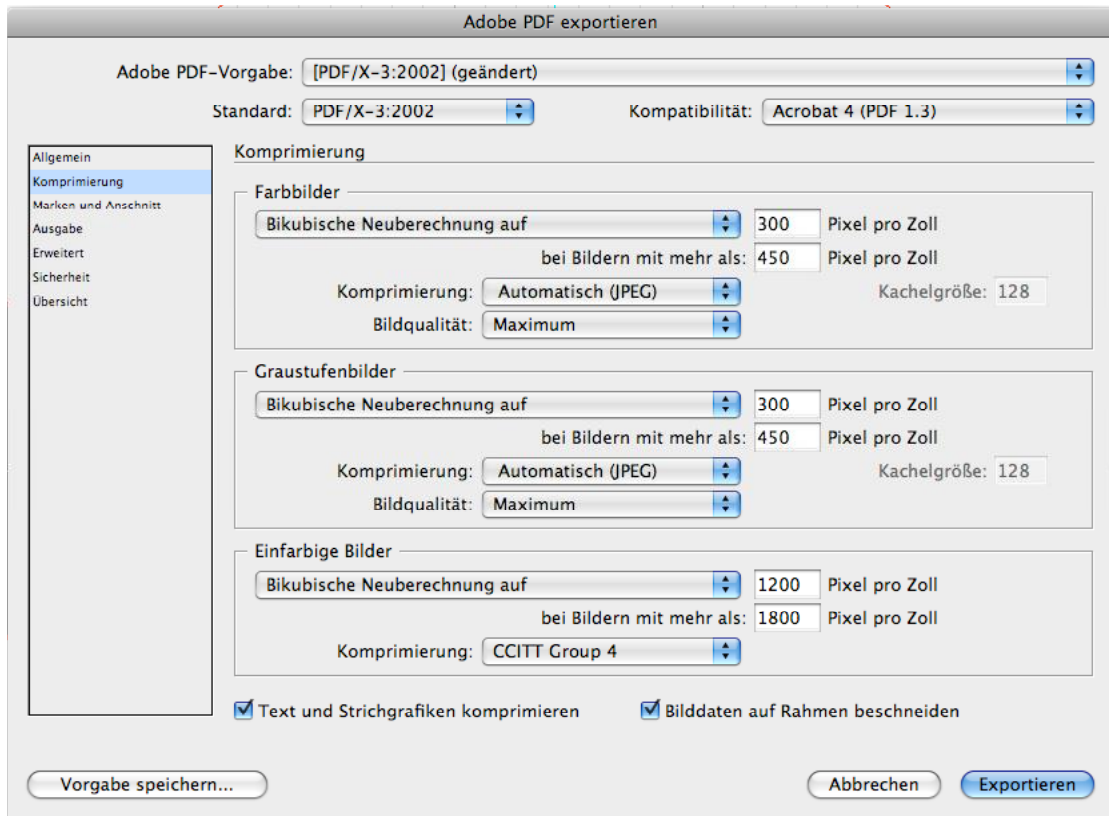 Adobe PDF exportieren
Adobe PDF-Vorgabe: [PDF/X-3:2002] (geändert)
Standard: PDF/X-3:2002 Kompatibilität: Acrobat 4 (PDF 1.3)
Allgemein
Komprimierung
Marken und Anschnitt
Ausgabe
Erweitert
Sicherheit
Übersicht
Komprimierung
Farbbilder
Bikubische Neuberechnung auf 300 Pixel pro Zoll
bei Bildern mit mehr als: 450 Pixel pro Zoll
Komprimierung: Automatisch (JPEG) Kachelgröße: 128
Bildqualität: Maximum
Graustufenbilder
Bikubische Neuberechnung auf 300 Pixel pro Zoll
bei Bildern mit mehr als: 450 Pixel pro Zoll
Komprimierung: Automatisch (JPEG) Kachelgröße: 128
Bildqualität: Maximum
Einfarbige Bilder
Bikubische Neuberechnung auf 1200 Pixel pro Zoll
bei Bildern mit mehr als: 1800 Pixel pro Zoll
Komprimierung: CCITT Group 4
Text und Strichgrafiken komprimieren Bilddaten auf Rahmen beschneiden
Vorgabe speichern... Abbrechen Exportieren